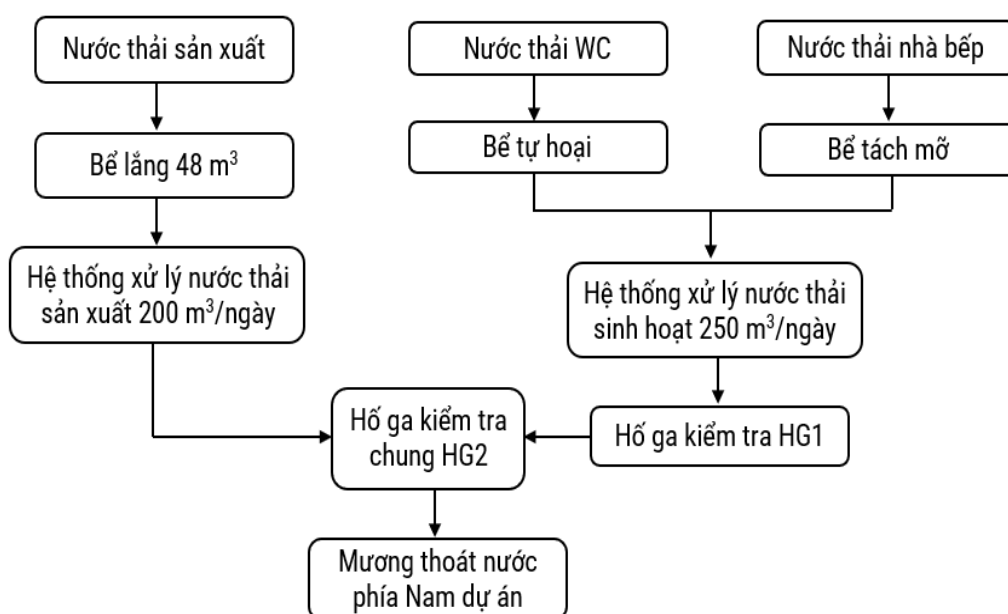 Nước thải sản xuất
Nước thải WC
Nước thải nhà bếp
Bể lắng 48 m³
Bể tự hoại
Bể tách mỡ
Hệ thống xử lý nước thải
sản xuất 200 m³/ngày
Hệ thống xử lý nước thải
sinh hoạt 250 m³/ngày
Hố ga kiểm tra
chung HG2
Hố ga kiểm tra HG1
Mương thoát nước
phía Nam dự án